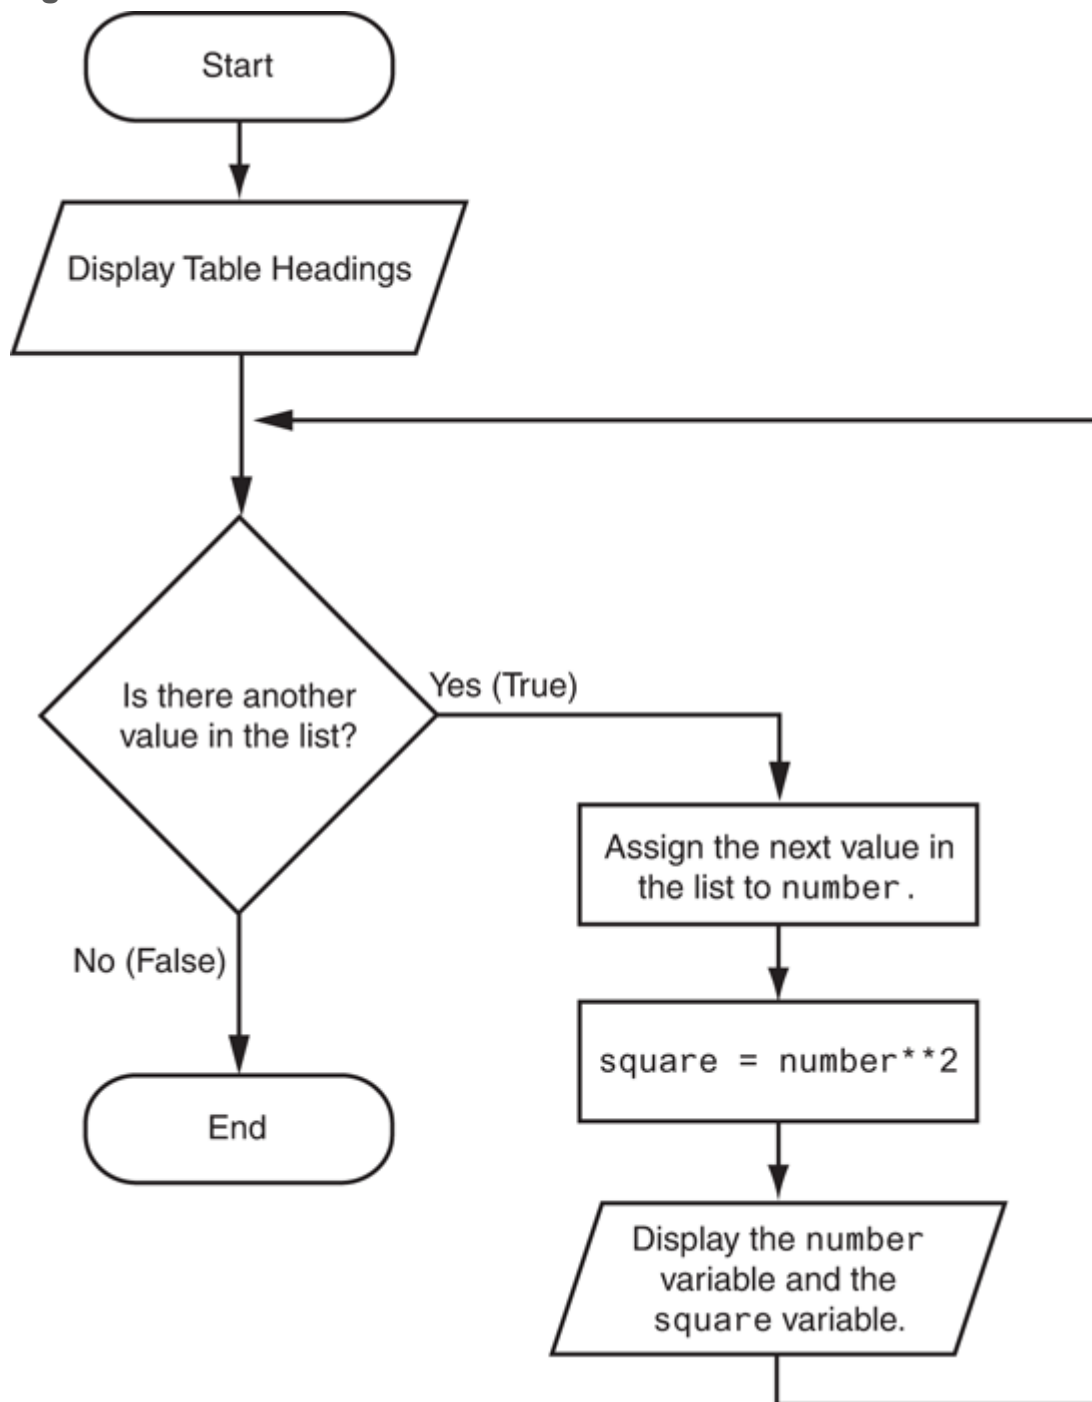 Start
Display Table Headings
Is there another
value in the list?
Yes (True)
Assign the next value in
the list to number.
square = number**2
Display the number
variable and the
square variable.
No (False)
End